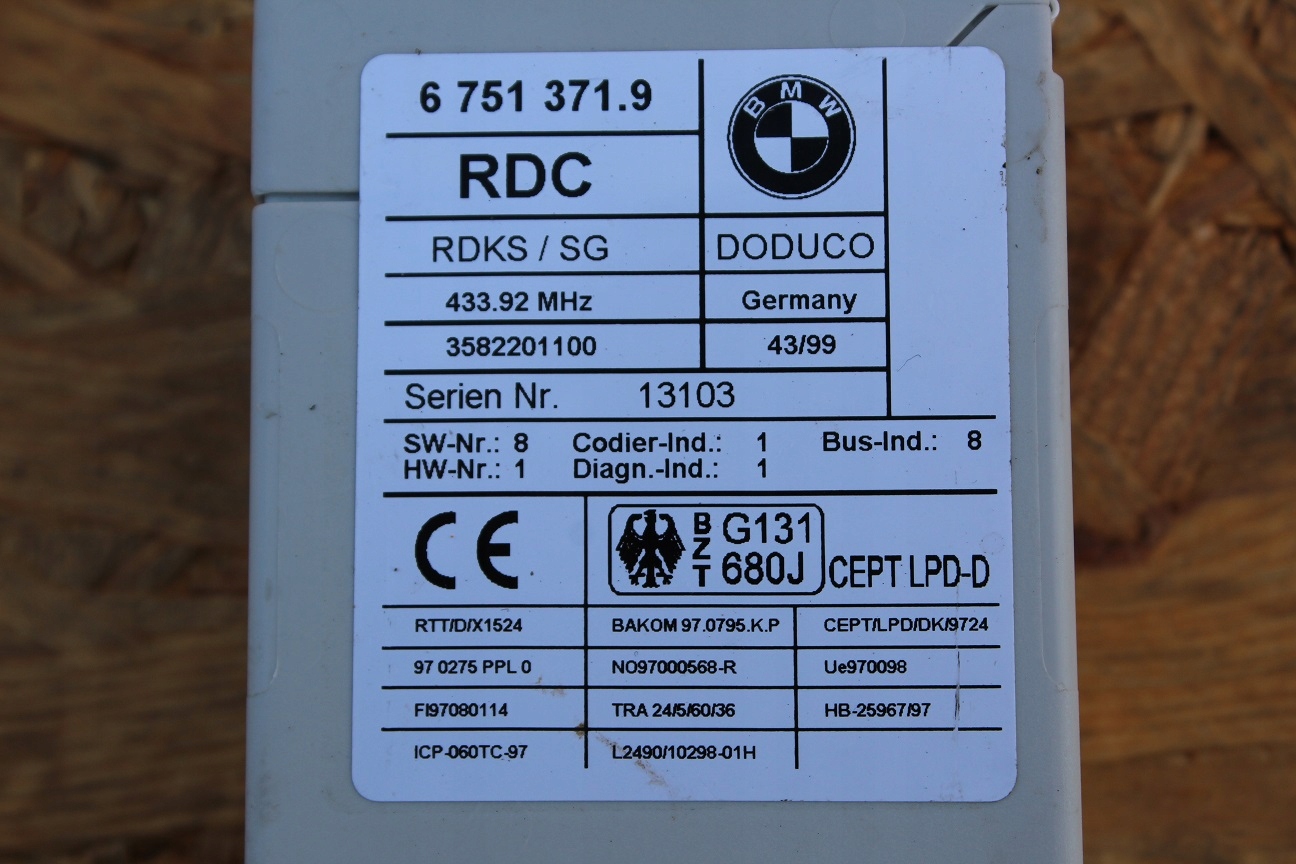 6 751 371.9
BMW
RDC
RDKS / SG DODUCO
433.92 MHz Germany
3582201100 43/99
Serien Nr. 13103
SW-Nr.: 8 Codier-Ind.: 1 Bus-Ind.: 8
HW-Nr.: 1 Diagn.-Ind.: 1
CE BZT G131 680J CEPT LPD-D
RTT/D/X1524 BAKOM 97.0795.K.P CEPT/LPD/DK/9724
97 0275 PPL 0 NO97000568-R Ue970098
FI97080114 TRA 24/5/60/36 HB-25967/97
ICP-060TC-97 L2490/10298-01H